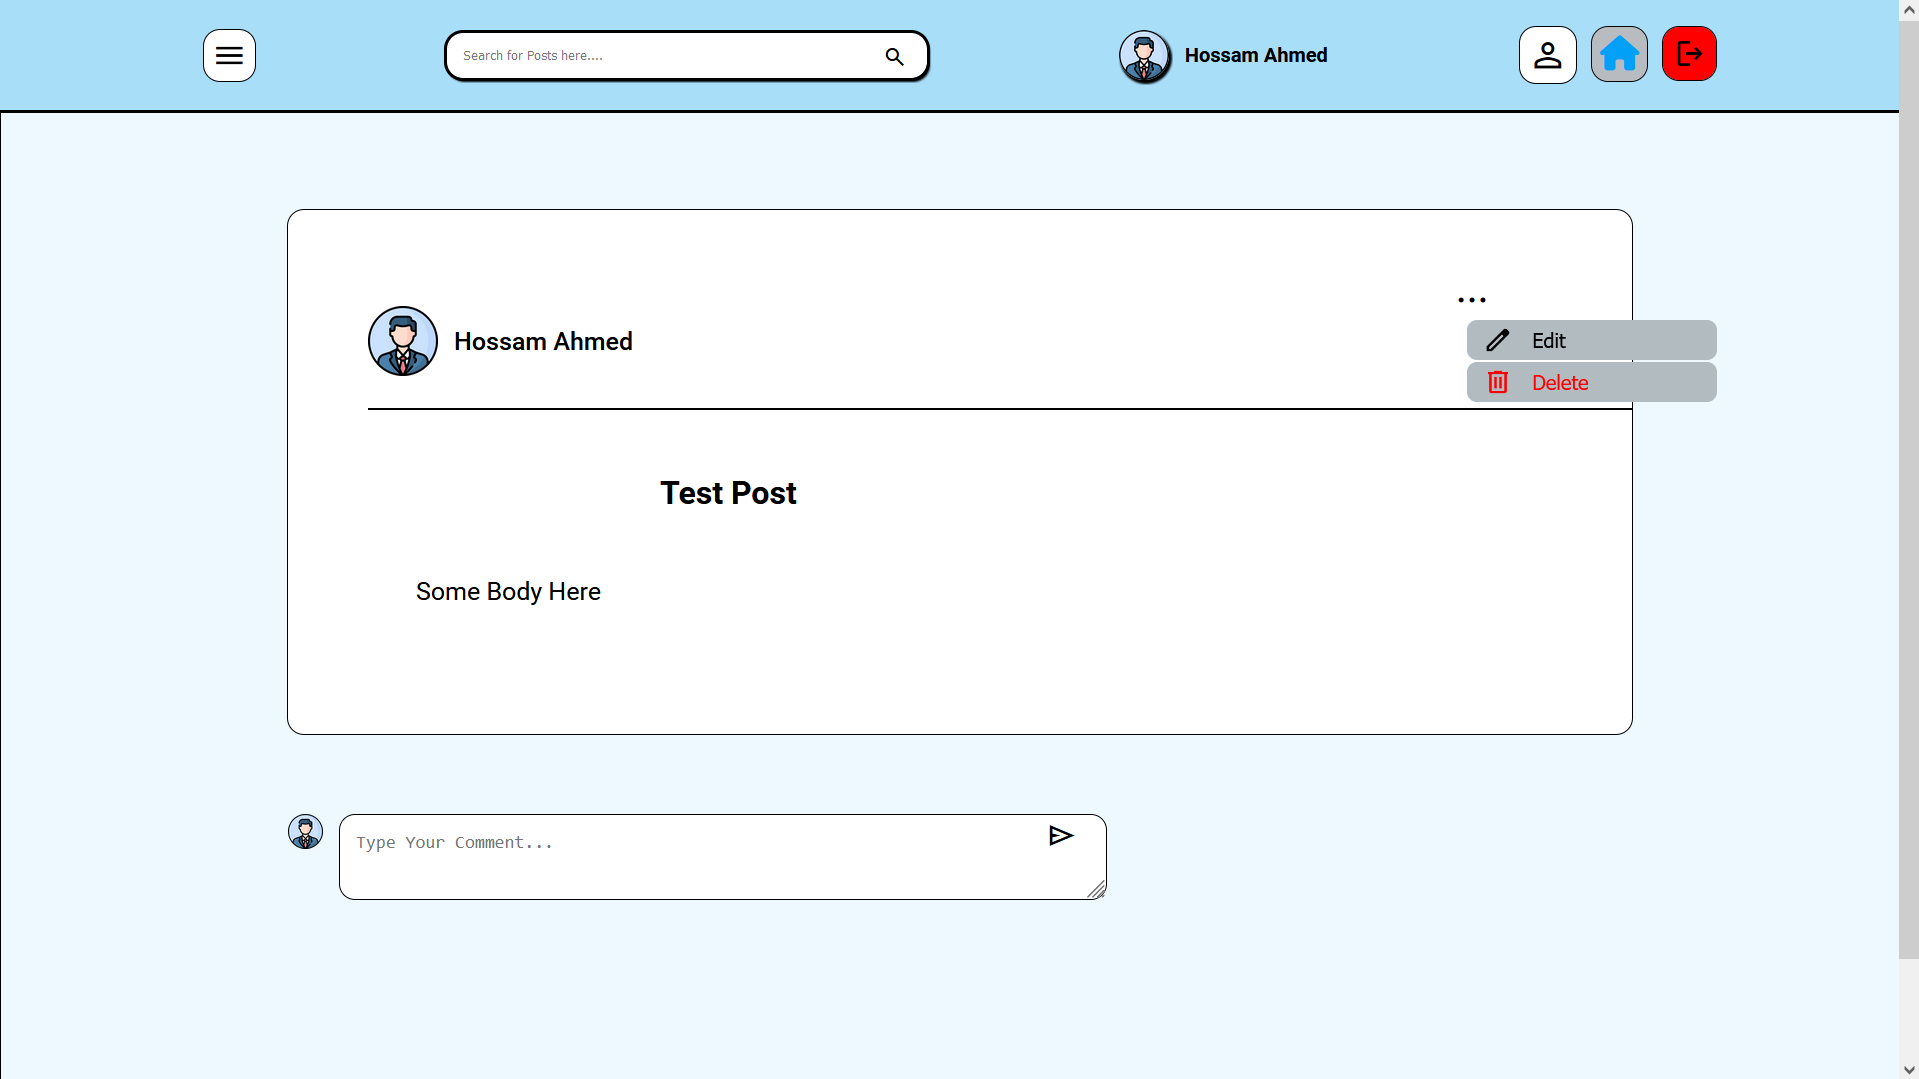 Search for Posts here....
Hossam Ahmed
Hossam Ahmed
Edit
Delete
Test Post
Some Body Here
Type Your Comment...